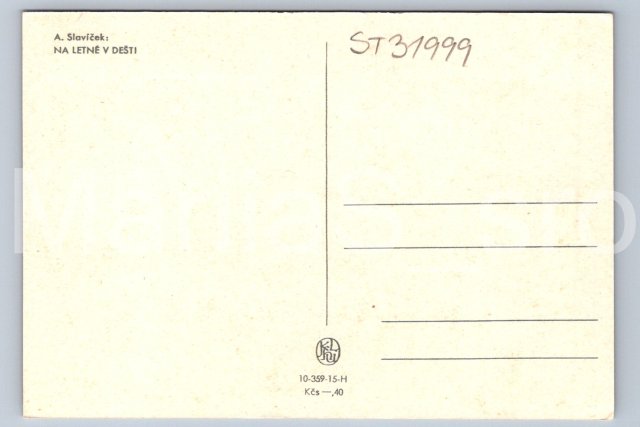 A. Slavíček:
NA LETNÉ V DEŠTI
ST31999
10-359-15-H
Kčs —,40